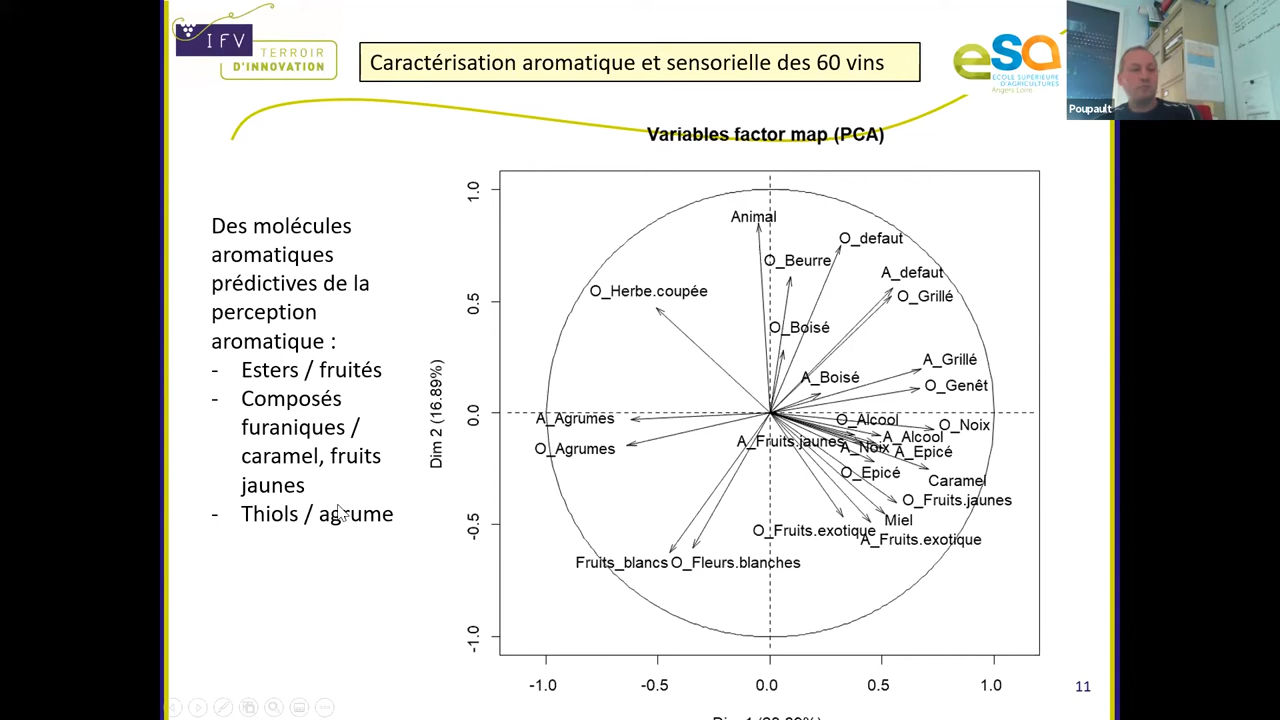 IFV
TERROIR
D'INNOVATION
Caractérisation aromatique et sensorielle des 60 vins
esa
ÉCOLE SUPÉRIEURE
D'AGRICULTURES
Angers Loire
Poupault
Variables factor map (PCA)
Des molécules
aromatiques
prédictives de la
perception
aromatique :
- Esters / fruités
- Composés
furaniques /
caramel, fruits
jaunes
- Thiols / agrume
Dim 2 (16.89%)
1.0
0.5
0.0
-0.5
-1.0
Animal
O_defaut
O_Beurre
A_defaut
O_Herbe.coupée
O_Grillé
O_Boisé
A_Grillé
A_Boisé
O_Genêt
A_Agrumes
O_Alcool
O_Noix
A_Fruits.jaunes
A_Alcool
O_Agrumes
A_Noix
A_Epicé
O_Epicé
Caramel
O_Fruits.jaunes
Miel
O_Fruits.exotique
A_Fruits.exotique
Fruits_blancs
O_Fleurs.blanches
-1.0 -0.5 0.0 0.5 1.0
11